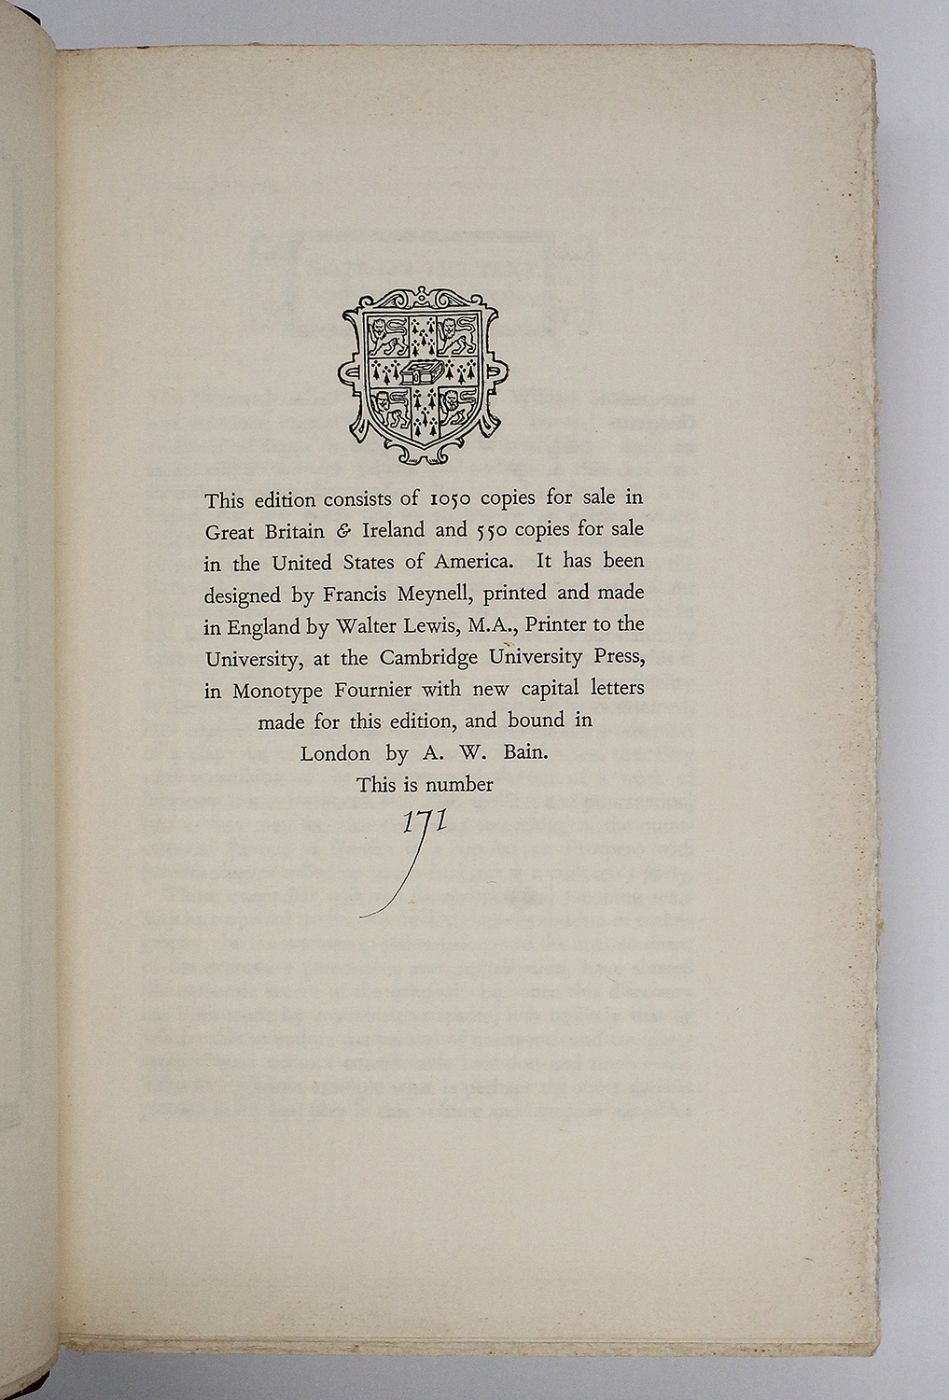 This edition consists of 1050 copies for sale in
Great Britain & Ireland and 550 copies for sale
in the United States of America. It has been
designed by Francis Meynell, printed and made
in England by Walter Lewis, M.A., Printer to the
University, at the Cambridge University Press,
in Monotype Fournier with new capital letters
made for this edition, and bound in
London by A. W. Bain.
This is number
171